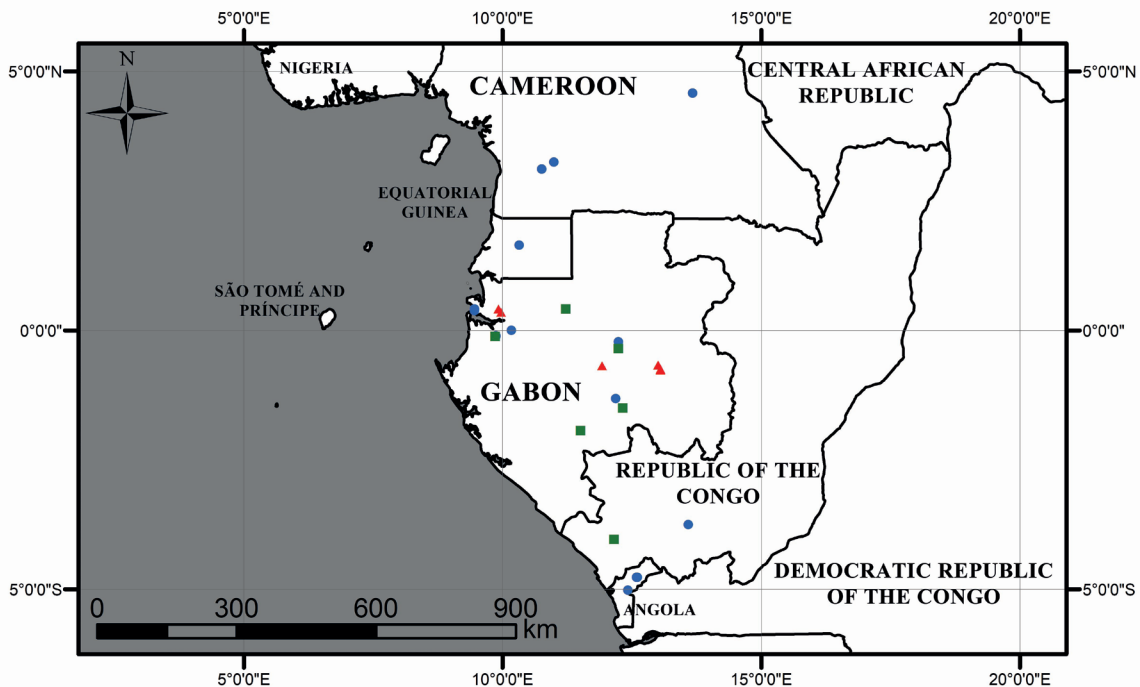 5°0'0"E 10°0'0"E 15°0'0"E 20°0'0"E
N
NIGERIA
CAMEROON
CENTRAL AFRICAN
REPUBLIC
5°0'0"N 5°0'0"N
EQUATORIAL
GUINEA
SÃO TOMÉ AND
PRÍNCIPE
0°0'0" 0°0'0"
GABON
REPUBLIC OF THE
CONGO
DEMOCRATIC REPUBLIC
OF THE CONGO
5°0'0"S 5°0'0"S
ANGOLA
0 300 600 900
km
5°0'0"E 10°0'0"E 15°0'0"E 20°0'0"E